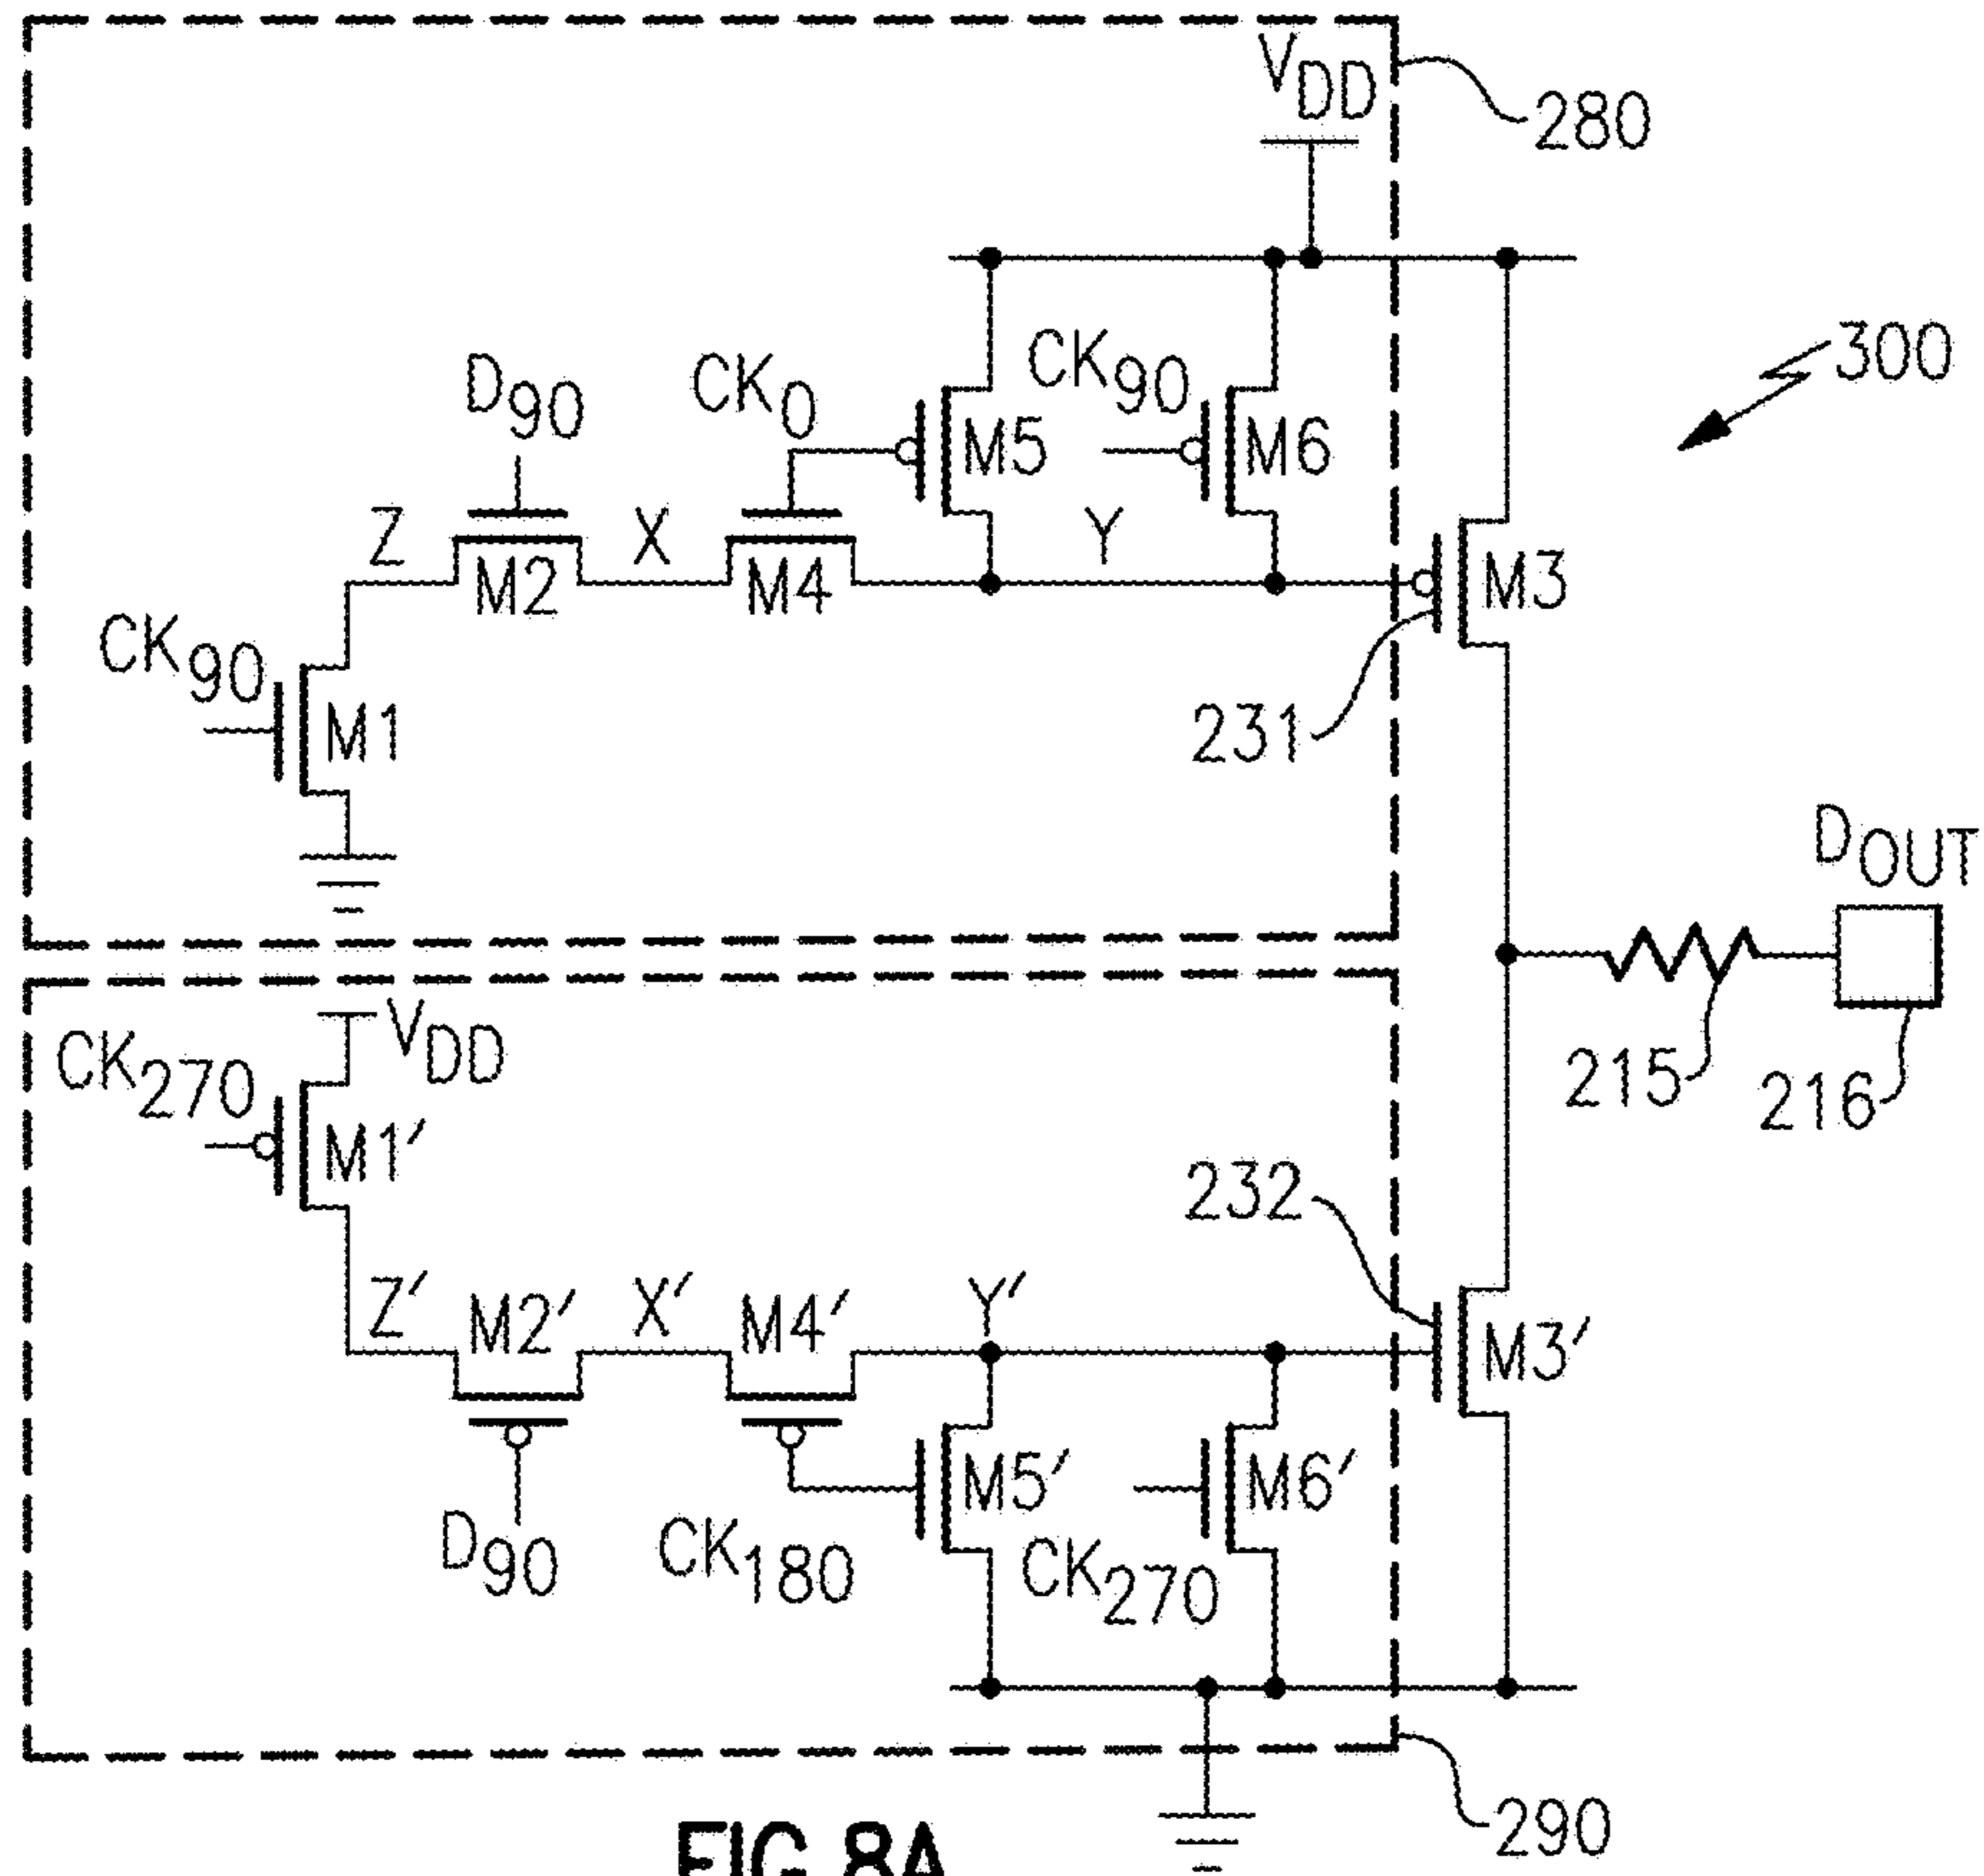 VDD
280
300
D90
CK0
CK90
M5
M6
Z
X
Y
M2
M4
M3
CK90
M1
231
DOUT
VDD
CK270
M1′
215
216
232
Z′
M2′
X′
M4′
Y′
M3′
M5′
M6′
D90
CK180
CK270
290
FIG.8A